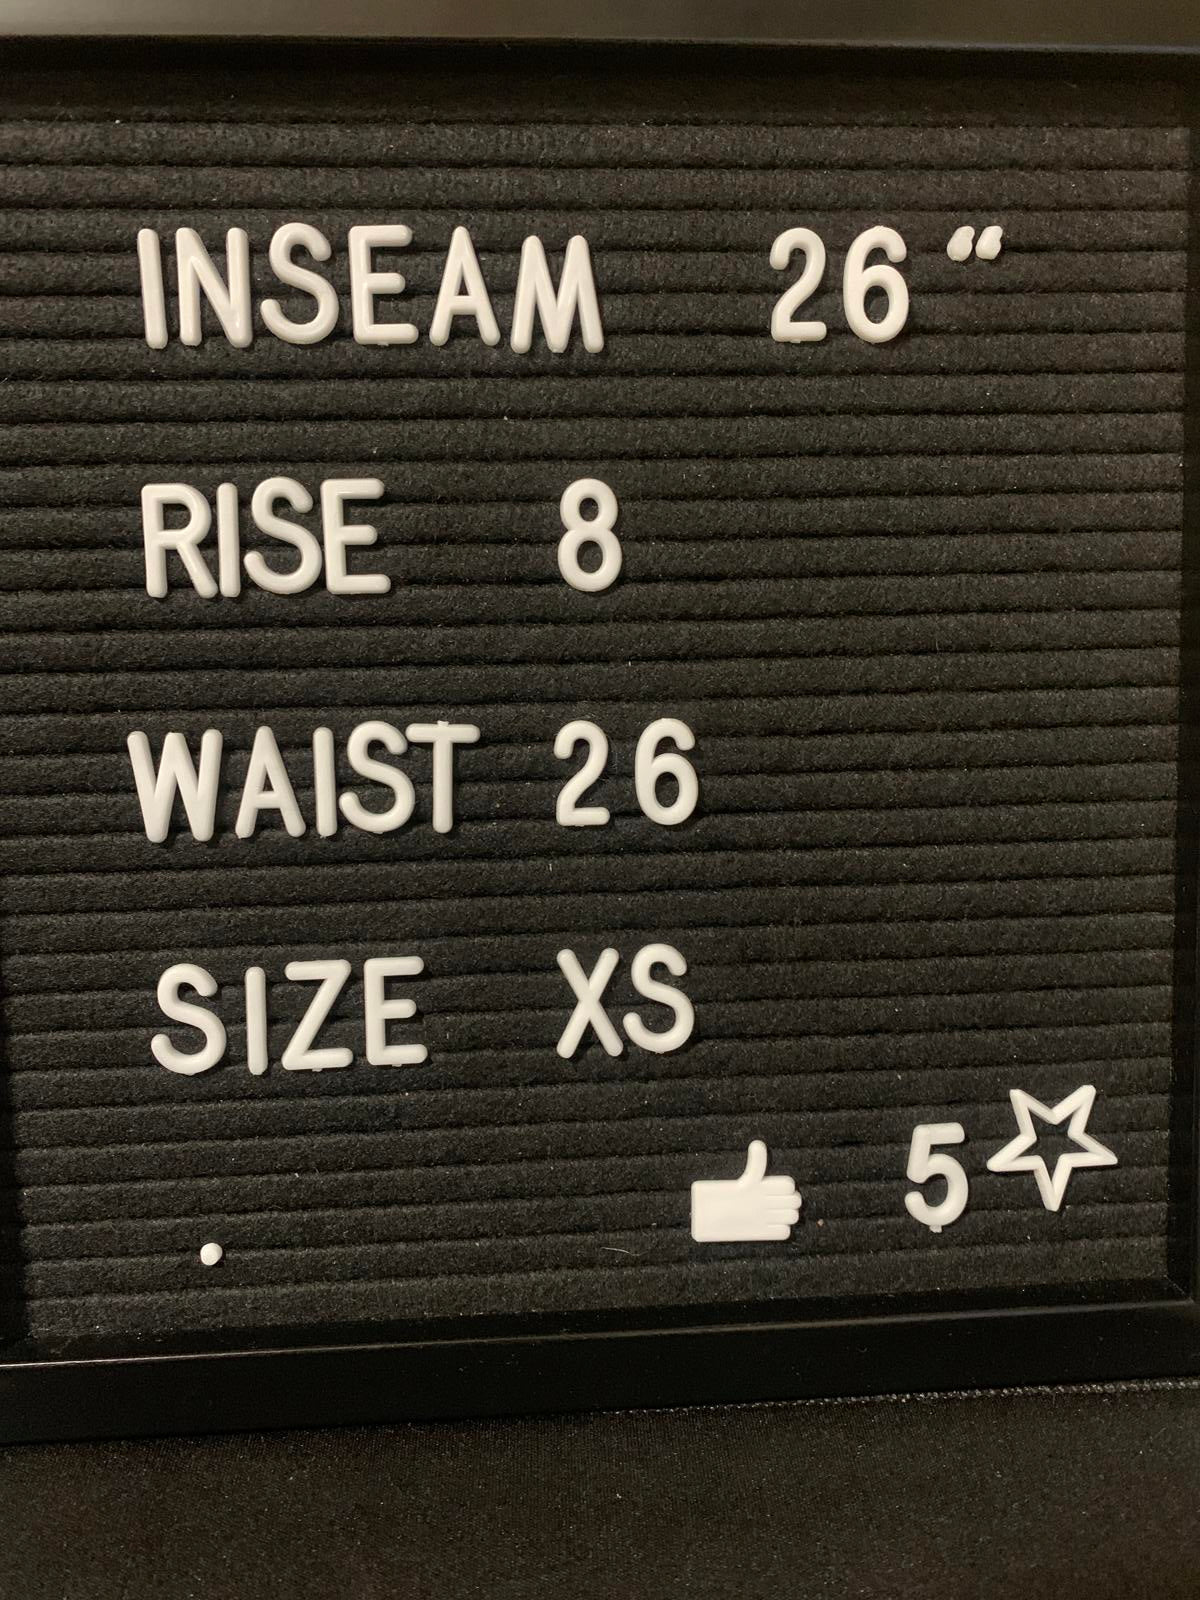 INSEAM 26“
RISE 8
WAIST 26
SIZE XS
👍 5☆
.